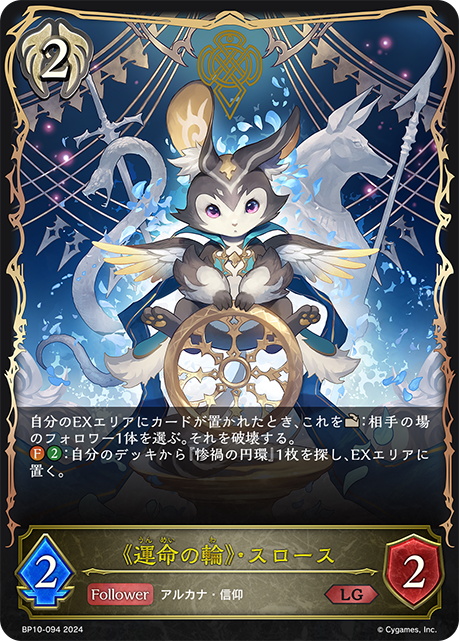 2
自分のEXエリアにカードが置かれたとき、これを:相手の場
のフォロワー1体を選ぶ。それを破壊する。
F 2:自分のデッキから『惨禍の円環』1枚を探し、EXエリアに
置く。
うんめい わ
《運命の輪》・スロース
2 Follower アルカナ・信仰 LG 2
BP10-094 2024 © Cygames, Inc.